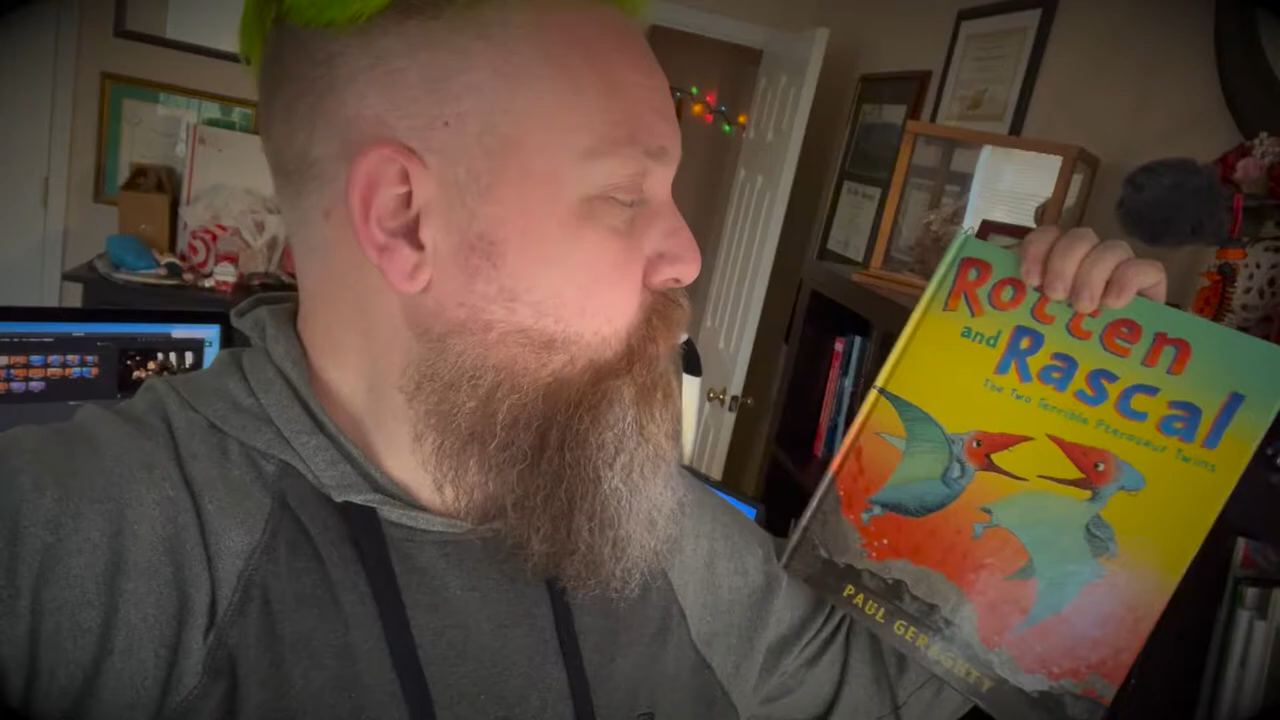 Rotten
and Rascal
The Two Terrible Pterosaur Twins
PAUL GERAGHTY